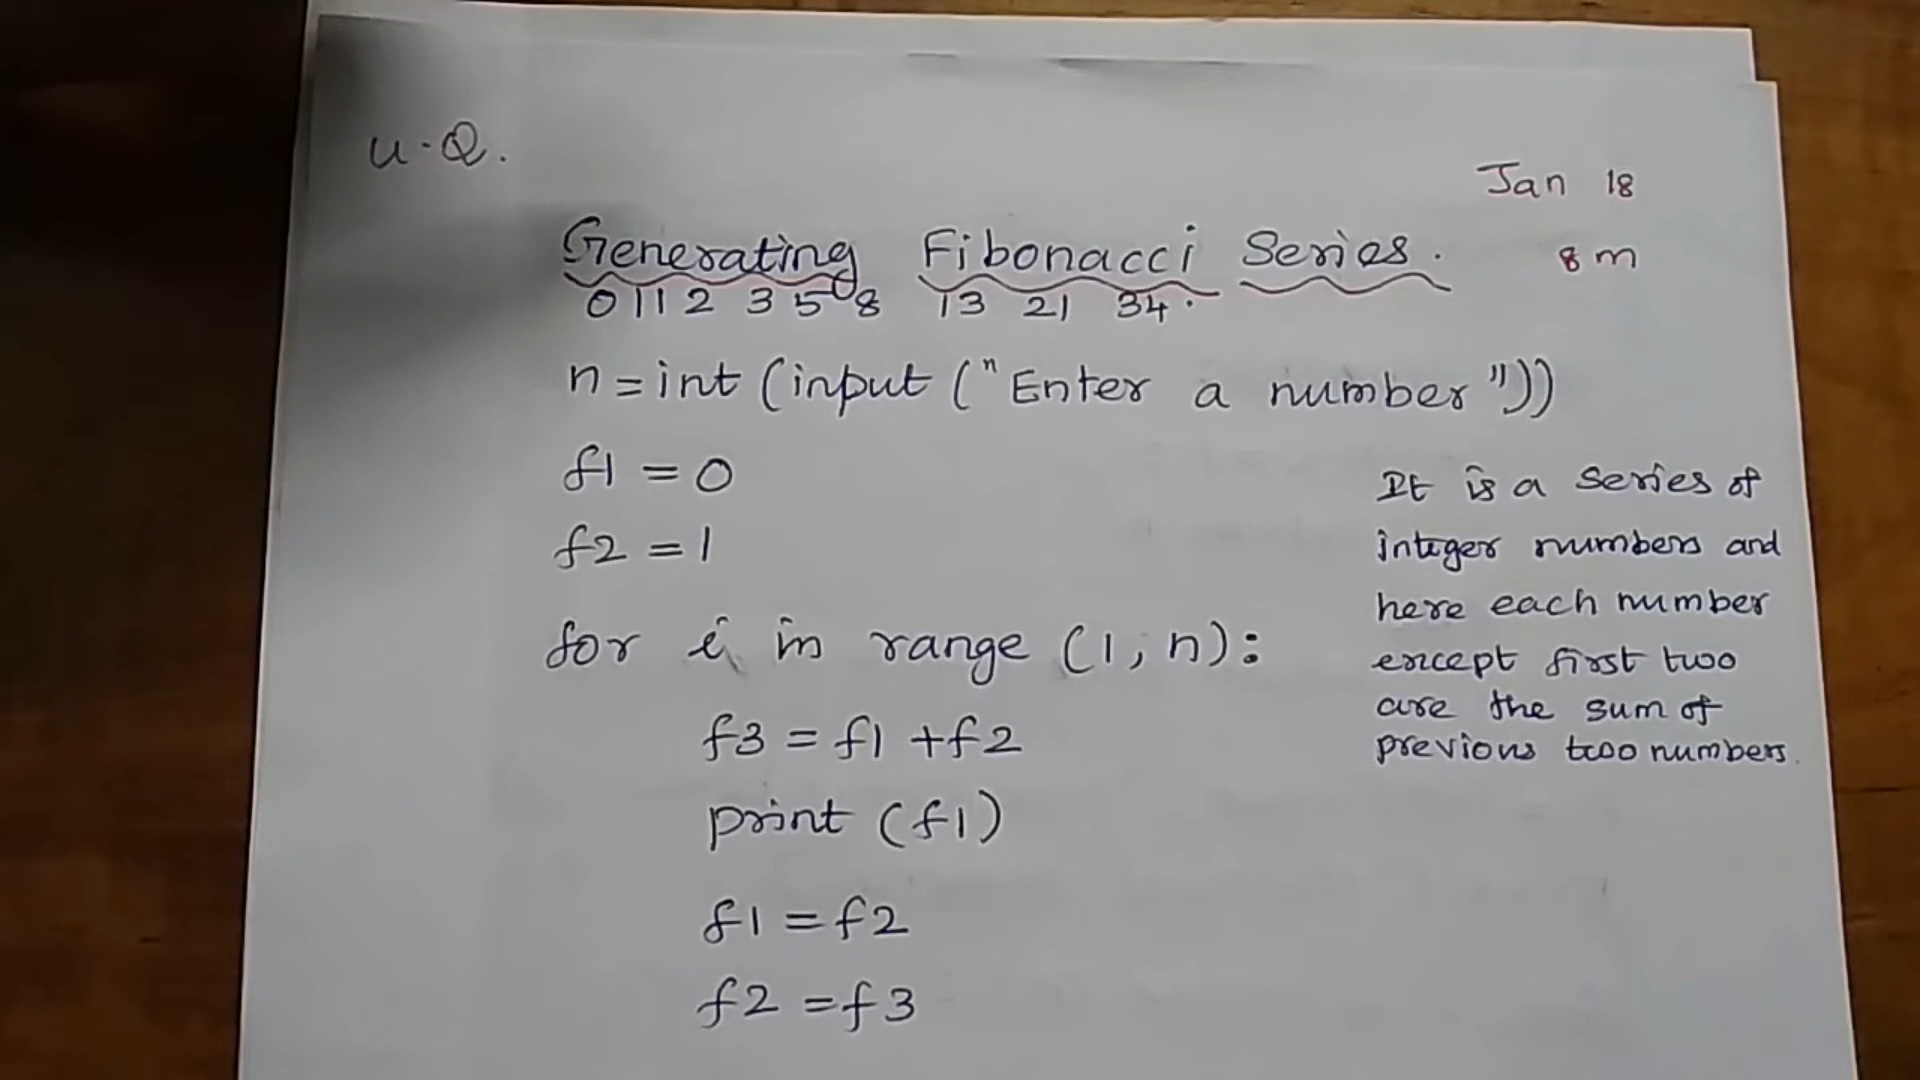 U.Q.
Jan 18
Generating Fibonacci Series.
8m
0 1 1 2 3 5 8 13 21 34.
n=int(input("Enter a number"))
f1=0
f2=1
for i in range (1, n):
f3=f1+f2
print (f1)
f1=f2
f2=f3
It is a series of
integer numbers and
here each number
except first two
are the sum of
previous two numbers.